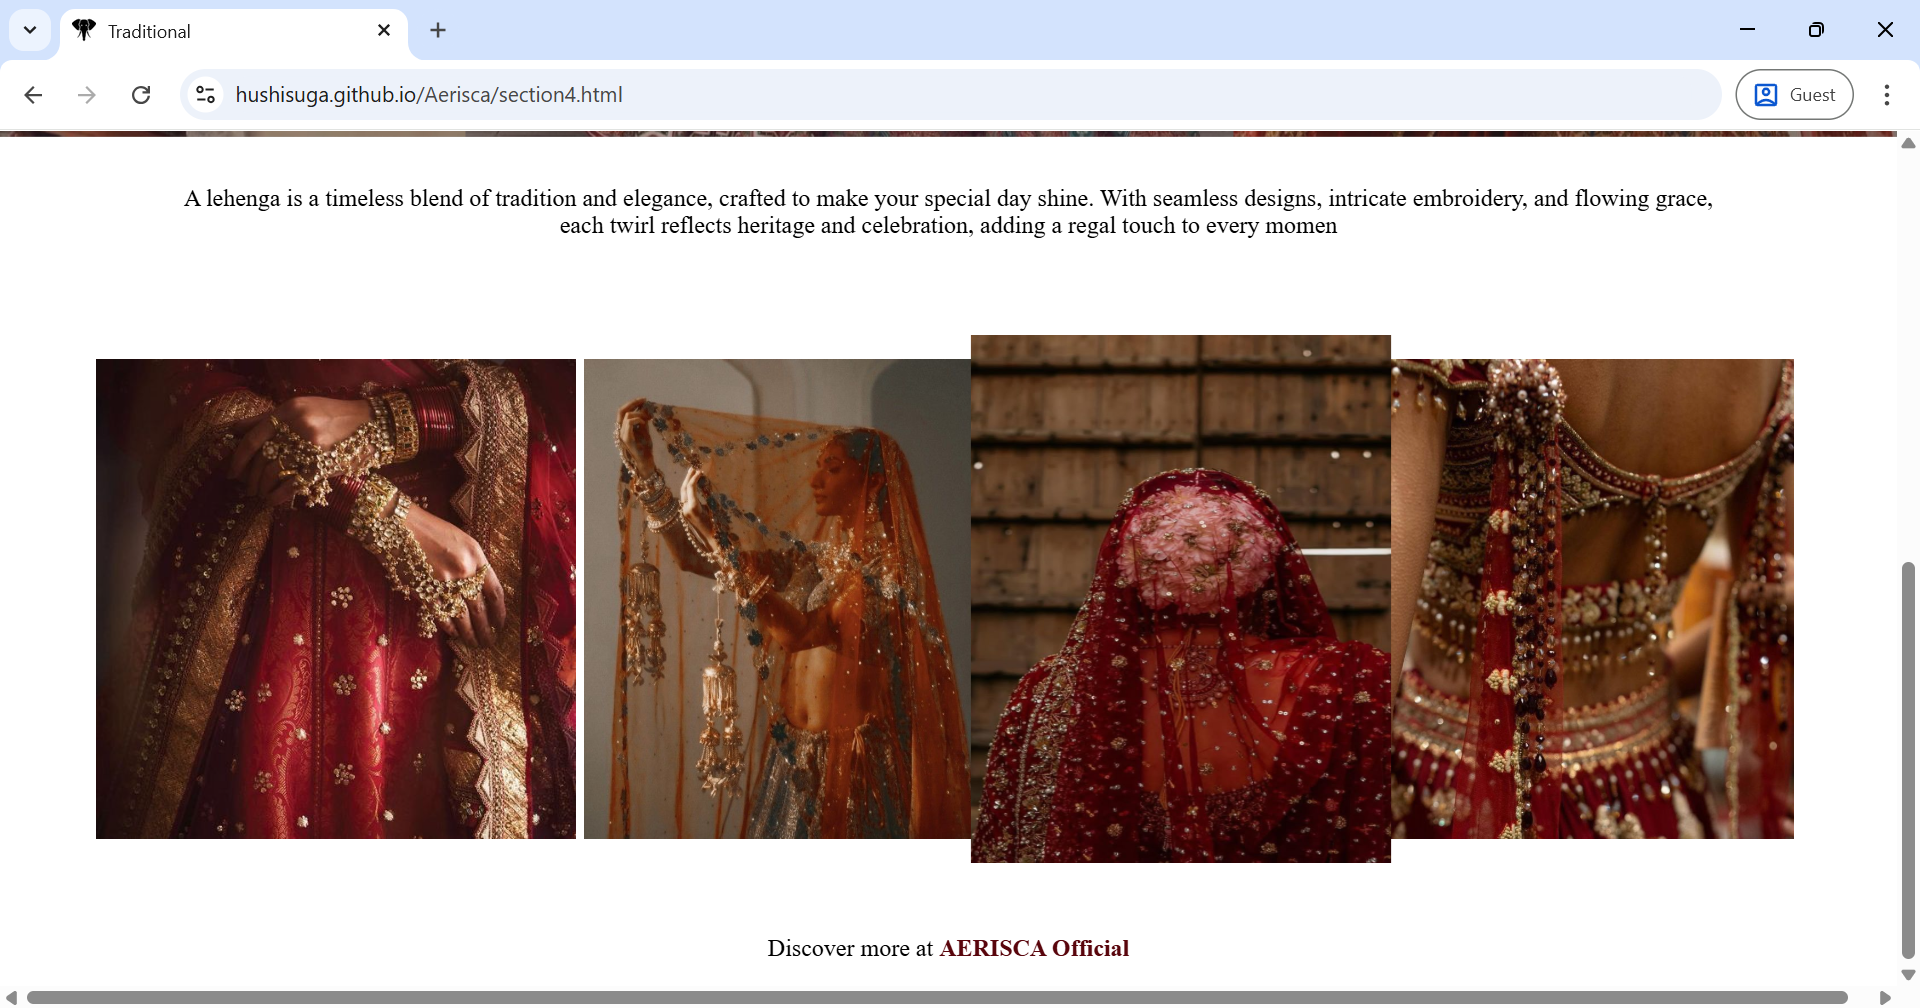 Traditional
hushisuga.github.io/Aerisca/section4.html
Guest
A lehenga is a timeless blend of tradition and elegance, crafted to make your special day shine. With seamless designs, intricate embroidery, and flowing grace,
each twirl reflects heritage and celebration, adding a regal touch to every momen
Discover more at AERISCA Official